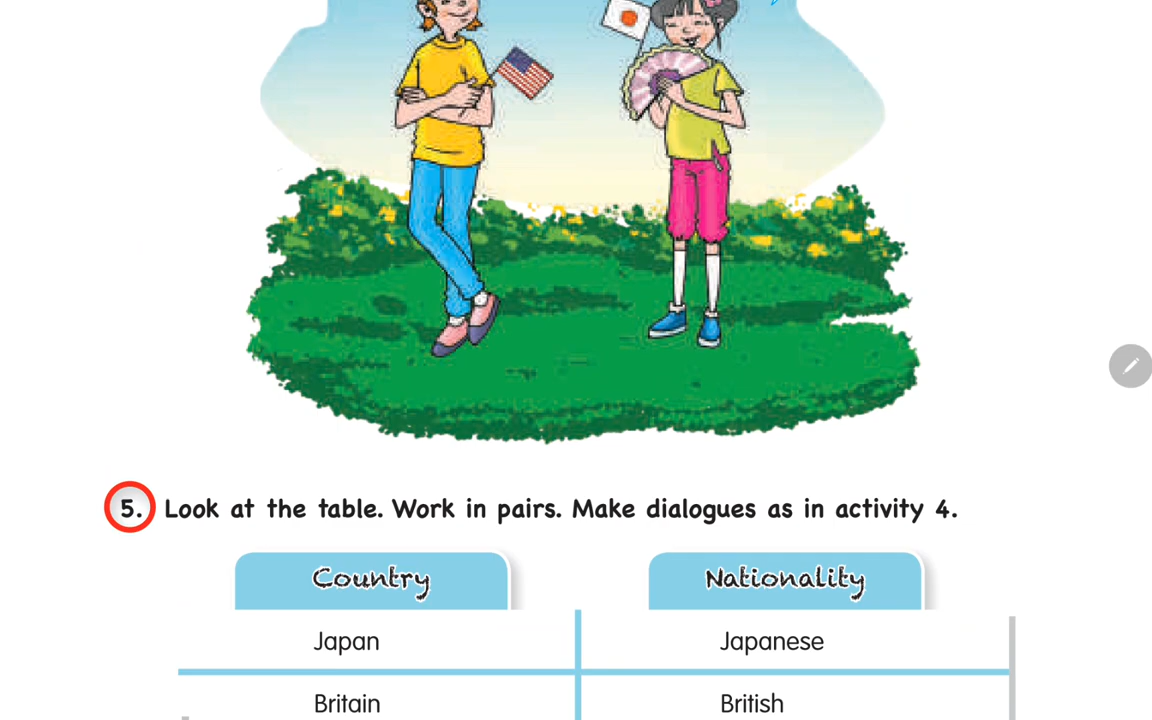 5. Look at the table. Work in pairs. Make dialogues as in activity 4.
Country Nationality
Japan Japanese
Britain British